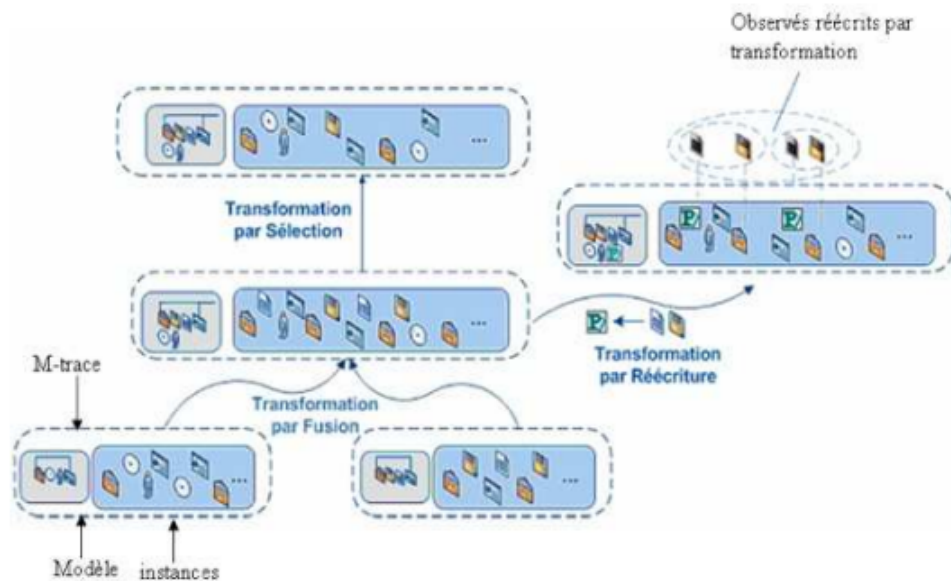 Observés réécrits par
transformation
Transformation
par Sélection
...
...
...
Transformation
par Réécriture
M-trace
Transformation
par Fusion
...
...
Modèle
instances